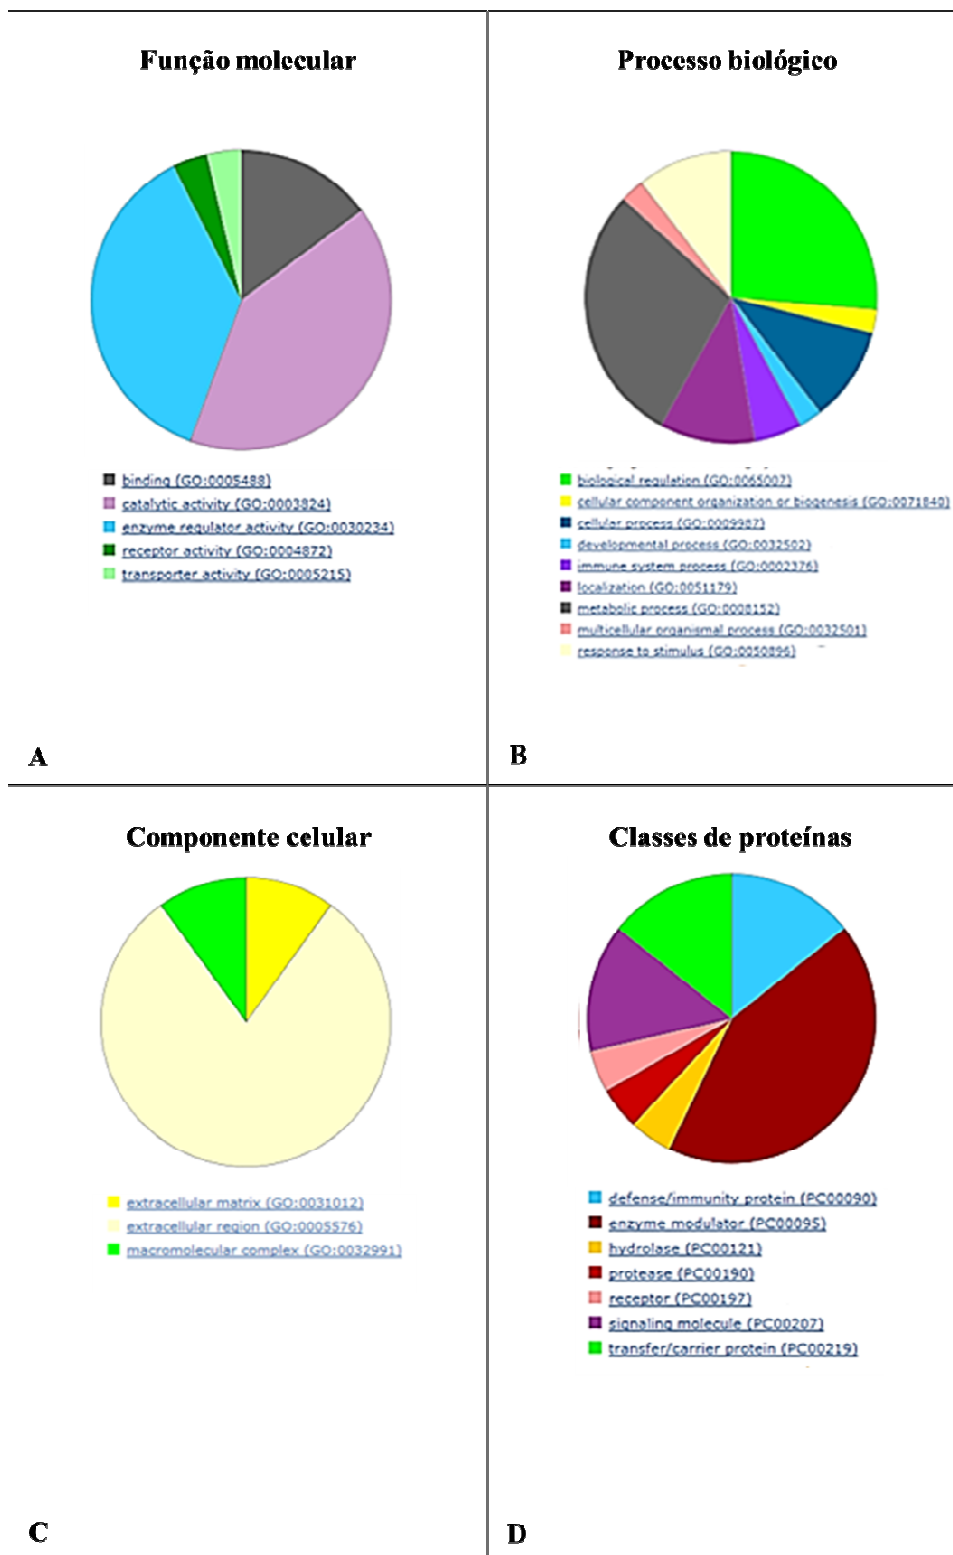 Função molecular
binding (GO:0005488)
catalytic activity (GO:0003824)
enzyme regulator activity (GO:0030234)
receptor activity (GO:0004872)
transporter activity (GO:0005215)
A
Processo biológico
biological regulation (GO:0065007)
cellular component organization or biogenesis (GO:0071840)
cellular process (GO:0009987)
developmental process (GO:0032502)
immune system process (GO:0002376)
localization (GO:0051179)
metabolic process (GO:0008152)
multicellular organismal process (GO:0032501)
response to stimulus (GO:0050896)
B
Componente celular
extracellular matrix (GO:0031012)
extracellular region (GO:0005576)
macromolecular complex (GO:0032991)
C
Classes de proteínas
defense/immunity protein (PC00090)
enzyme modulator (PC00095)
hydrolase (PC00121)
protease (PC00190)
receptor (PC00197)
signaling molecule (PC00207)
transfer/carrier protein (PC00219)
D